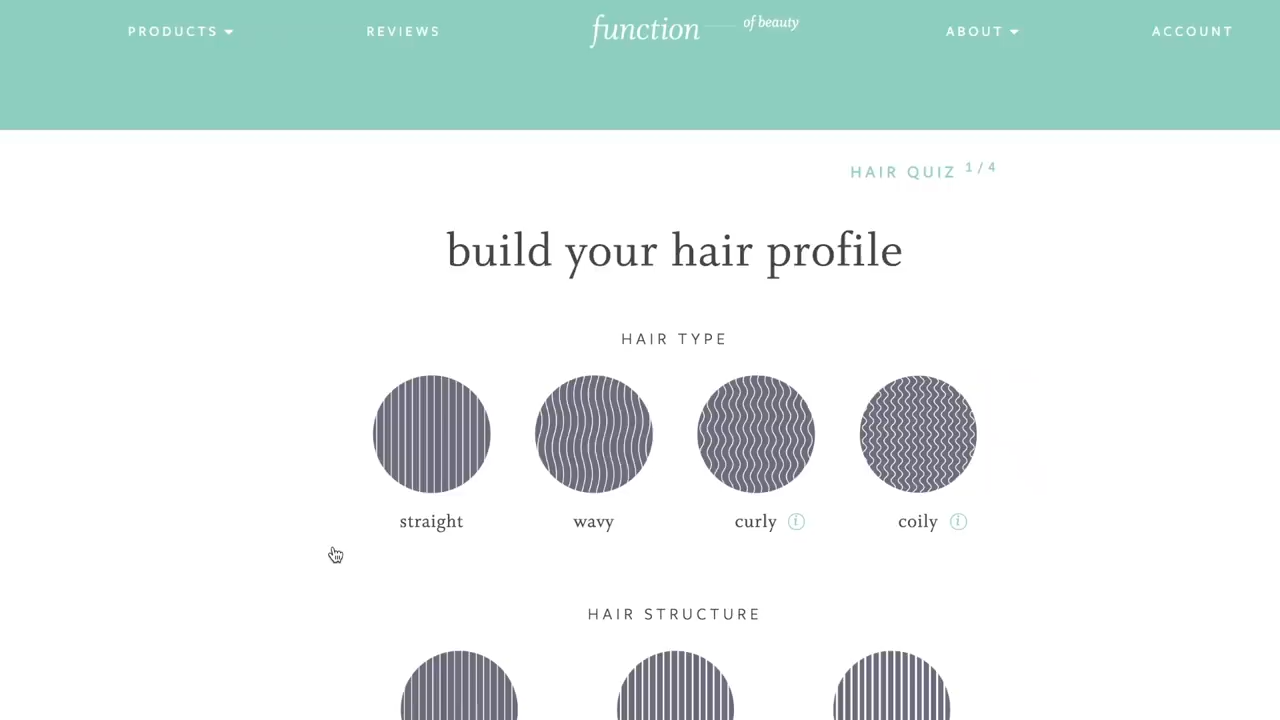 PRODUCTS REVIEWS function of beauty ABOUT ACCOUNT
HAIR QUIZ 1/4
build your hair profile
HAIR TYPE
straight wavy curly i coily i
HAIR STRUCTURE